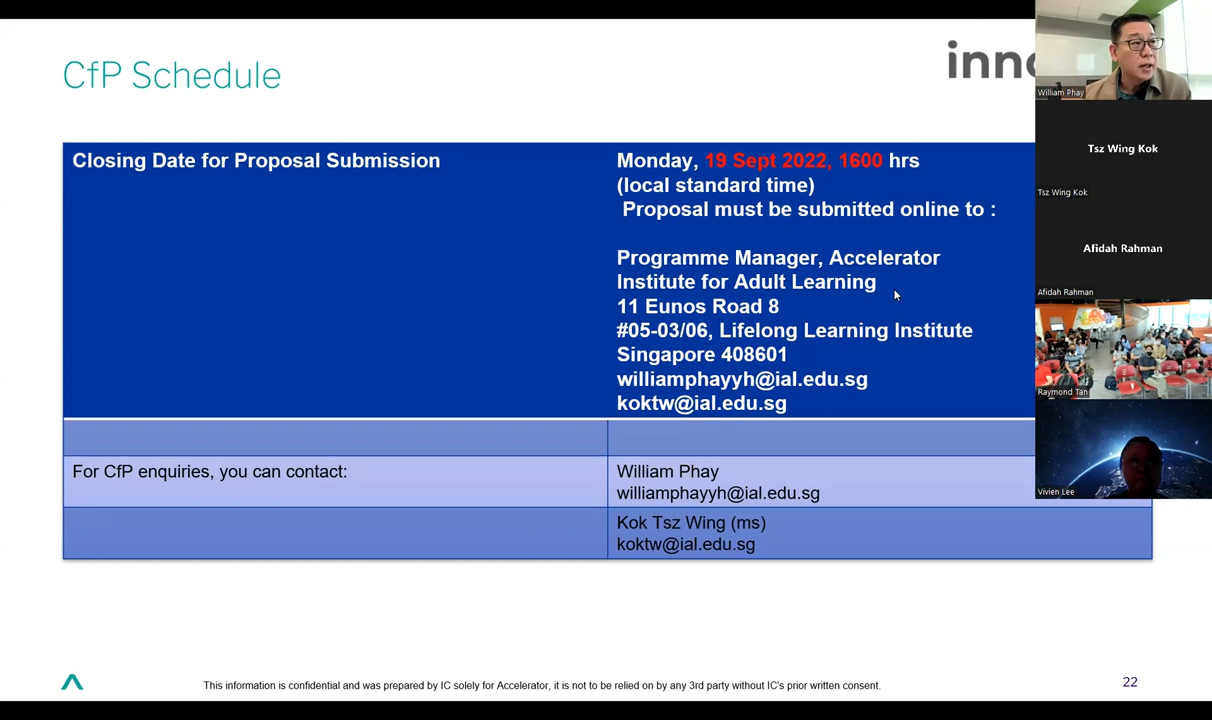 CfP Schedule
Closing Date for Proposal Submission
Monday, 19 Sept 2022, 1600 hrs
(local standard time)
Proposal must be submitted online to :
Programme Manager, Accelerator
Institute for Adult Learning
11 Eunos Road 8
#05-03/06, Lifelong Learning Institute
Singapore 408601
williamphayyh@ial.edu.sg
koktw@ial.edu.sg
For CfP enquiries, you can contact:
William Phay
williamphayyh@ial.edu.sg
Kok Tsz Wing (ms)
koktw@ial.edu.sg
This information is confidential and was prepared by IC solely for Accelerator, it is not to be relied on by any 3rd party without IC's prior written consent.
22
William Phay
Tsz Wing Kok
Tsz Wing Kok
Afidah Rahman
Afidah Rahman
Raymond Tan
Vivien Lee